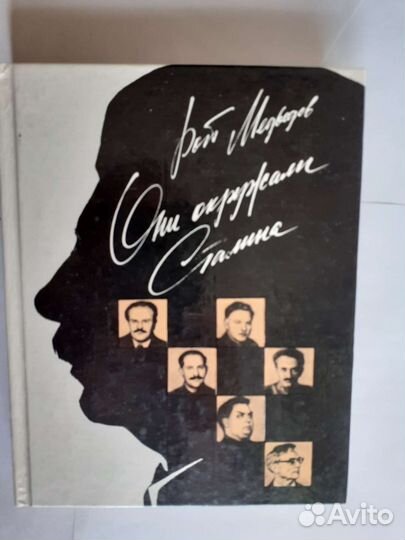 Рой Медведев
Они окружали
Сталина
Avito